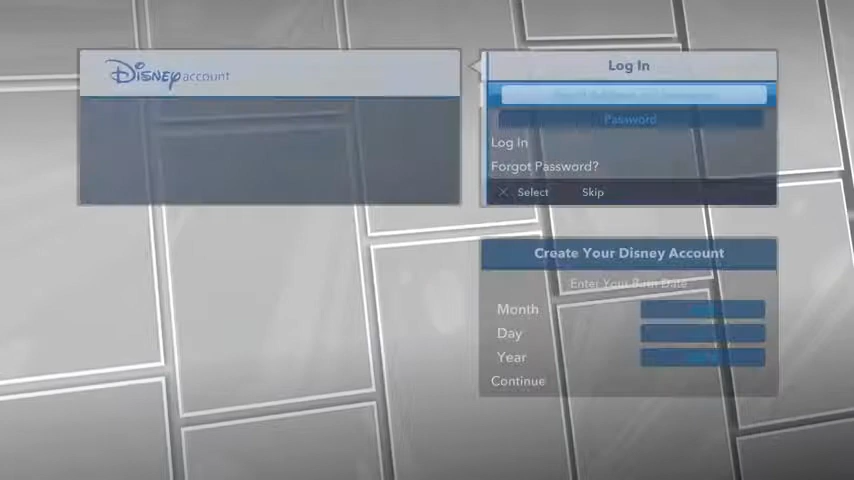 Disney account
Log In
Password
Log In
Forgot Password?
Select Skip
Create Your Disney Account
Enter Your Birth Date
Month
Day
Year
Continue